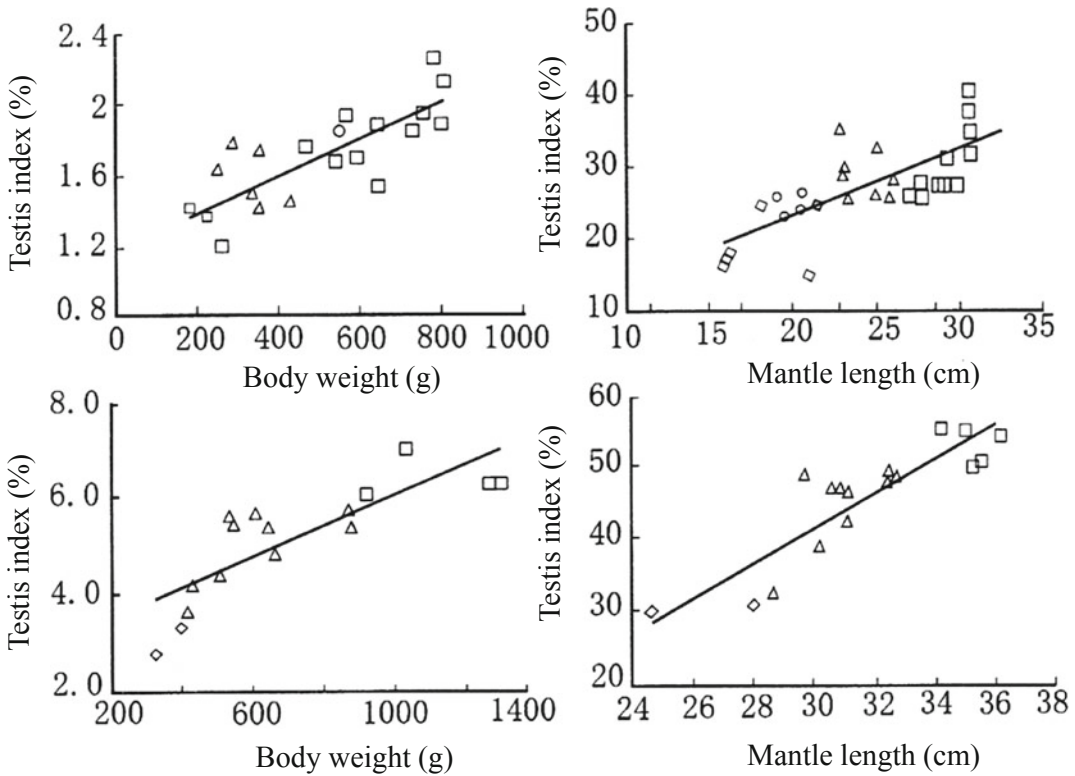 Testis index (%)
2.4
2
1.6
1.2
0.8
0 200 400 600 800 1000
Body weight (g)
Testis index (%)
50
40
30
20
10
10 15 20 25 30 35
Mantle length (cm)
Testis index (%)
8.0
6.0
4.0
2.0
200 600 1000 1400
Body weight (g)
Testis index (%)
60
50
40
30
20
24 26 28 30 32 34 36 38
Mantle length (cm)